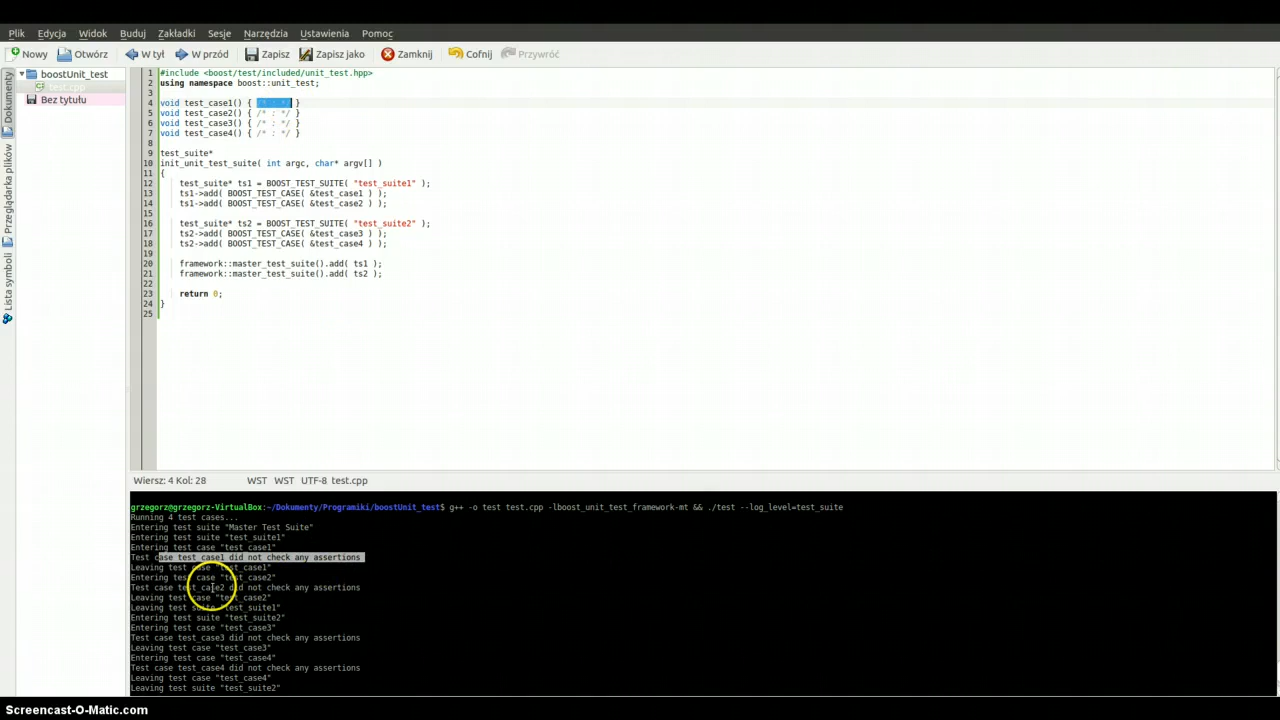 Plik Edycja Widok Buduj Zakładki Sesje Narzędzia Ustawienia Pomoc
Nowy Otwórz W tył W przód Zapisz Zapisz jako Zamknij Cofnij Przywróć
Dokumenty
Przeglądarka plików
Lista symboli
boostUnit_test
test.cpp
Bez tytułu
1 #include <boost/test/included/unit_test.hpp>
2 using namespace boost::unit_test;
3
4 void test_case1() { /* : */ }
5 void test_case2() { /* : */ }
6 void test_case3() { /* : */ }
7 void test_case4() { /* : */ }
8
9 test_suite*
10 init_unit_test_suite( int argc, char* argv[] )
11 {
12 test_suite* ts1 = BOOST_TEST_SUITE( "test_suite1" );
13 ts1->add( BOOST_TEST_CASE( &test_case1 ) );
14 ts1->add( BOOST_TEST_CASE( &test_case2 ) );
15
16 test_suite* ts2 = BOOST_TEST_SUITE( "test_suite2" );
17 ts2->add( BOOST_TEST_CASE( &test_case3 ) );
18 ts2->add( BOOST_TEST_CASE( &test_case4 ) );
19
20 framework::master_test_suite().add( ts1 );
21 framework::master_test_suite().add( ts2 );
22
23 return 0;
24 }
25
Wiersz: 4 Kol: 28 WST WST UTF-8 test.cpp
grzegorz@grzegorz-VirtualBox:~/Dokumenty/Programiki/boostUnit_test$ g++ -o test test.cpp -lboost_unit_test_framework-mt && ./test --log_level=test_suite
Running 4 test cases...
Entering test suite "Master Test Suite"
Entering test suite "test_suite1"
Entering test case "test_case1"
Test case test_case1 did not check any assertions
Leaving test case "test_case1"
Entering test case "test_case2"
Test case test_case2 did not check any assertions
Leaving test case "test_case2"
Leaving test suite "test_suite1"
Entering test suite "test_suite2"
Entering test case "test_case3"
Test case test_case3 did not check any assertions
Leaving test case "test_case3"
Entering test case "test_case4"
Test case test_case4 did not check any assertions
Leaving test case "test_case4"
Leaving test suite "test_suite2"
Screencast-O-Matic.com